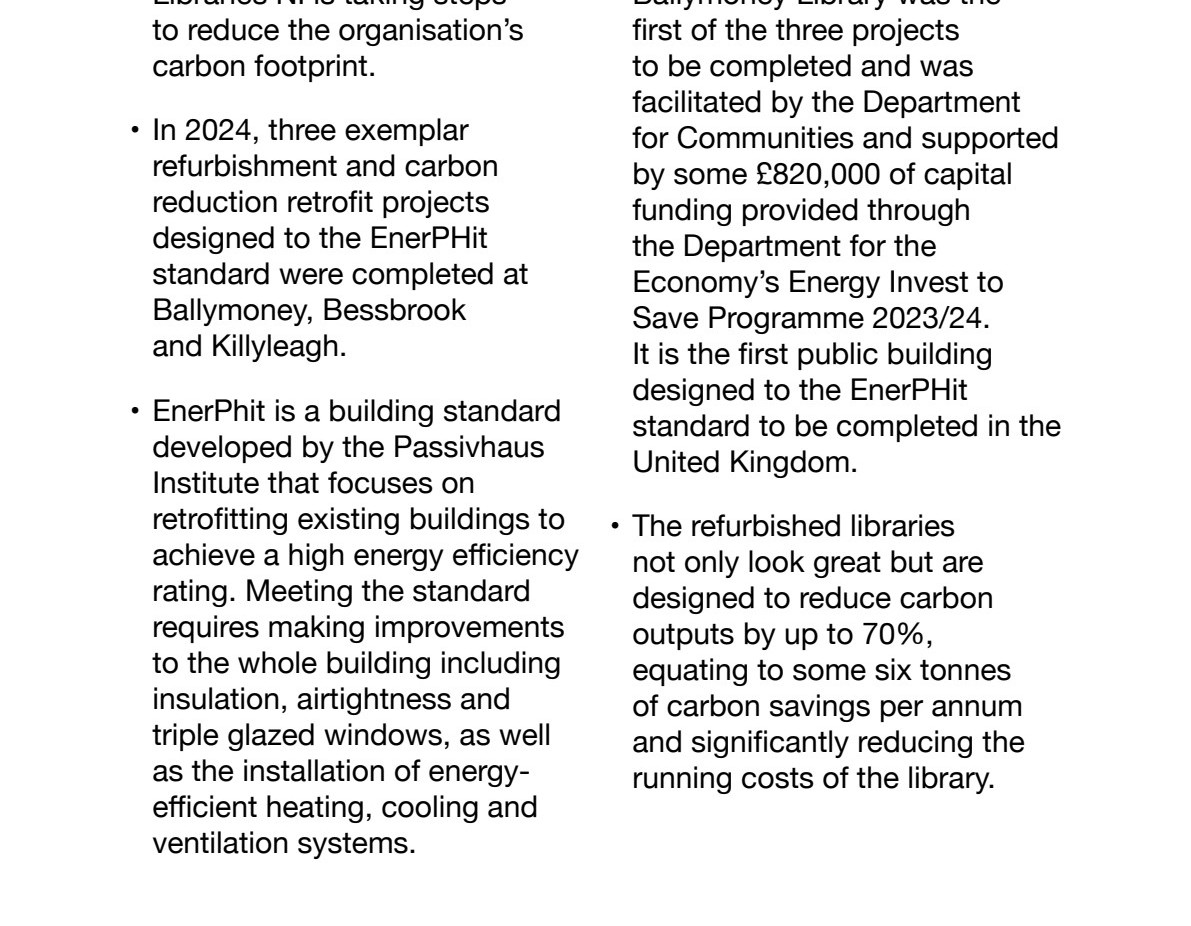 Libraries NI is taking steps
to reduce the organisation’s
carbon footprint.
• In 2024, three exemplar
refurbishment and carbon
reduction retrofit projects
designed to the EnerPHit
standard were completed at
Ballymoney, Bessbrook
and Killyleagh.
• EnerPhit is a building standard
developed by the Passivhaus
Institute that focuses on
retrofitting existing buildings to
achieve a high energy efficiency
rating. Meeting the standard
requires making improvements
to the whole building including
insulation, airtightness and
triple glazed windows, as well
as the installation of energy-
efficient heating, cooling and
ventilation systems.
Ballymoney Library was the
first of the three projects
to be completed and was
facilitated by the Department
for Communities and supported
by some £820,000 of capital
funding provided through
the Department for the
Economy’s Energy Invest to
Save Programme 2023/24.
It is the first public building
designed to the EnerPHit
standard to be completed in the
United Kingdom.
• The refurbished libraries
not only look great but are
designed to reduce carbon
outputs by up to 70%,
equating to some six tonnes
of carbon savings per annum
and significantly reducing the
running costs of the library.